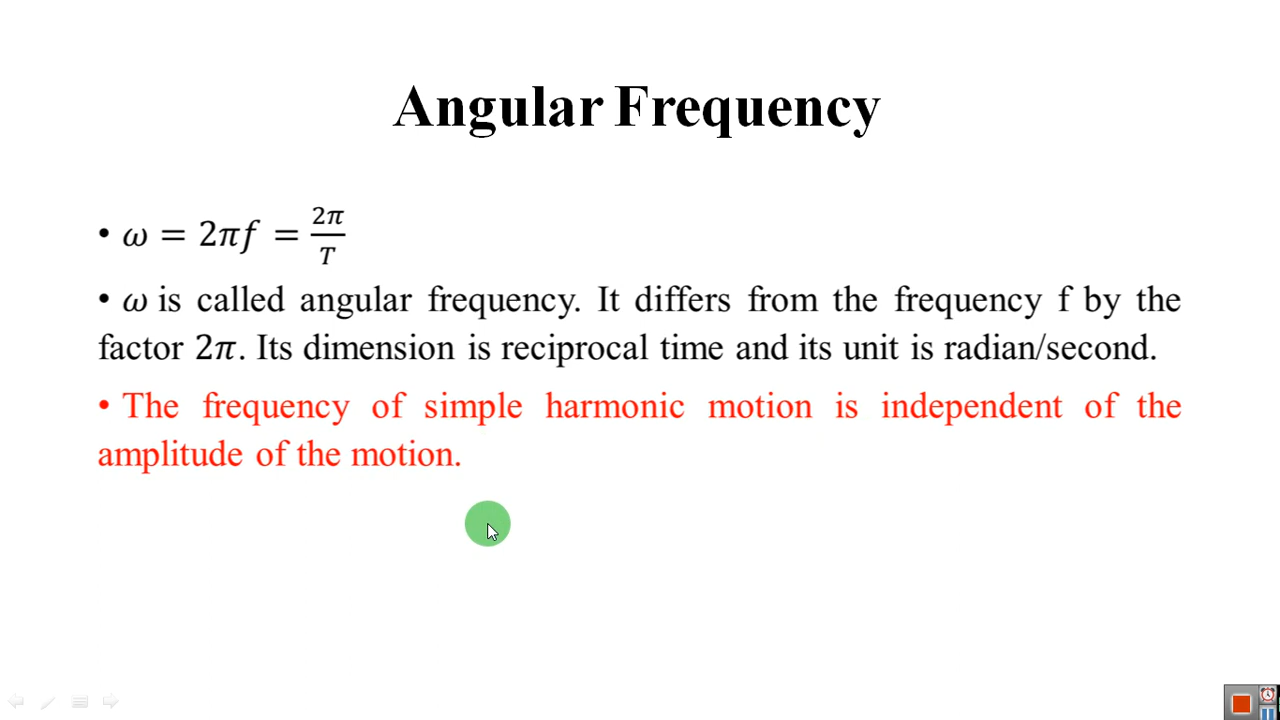 Angular Frequency
• 𝜔 = 2𝜋𝑓 = 2𝜋/𝑇
• 𝜔 is called angular frequency. It differs from the frequency f by the
factor 2𝜋. Its dimension is reciprocal time and its unit is radian/second.
• The frequency of simple harmonic motion is independent of the
amplitude of the motion.